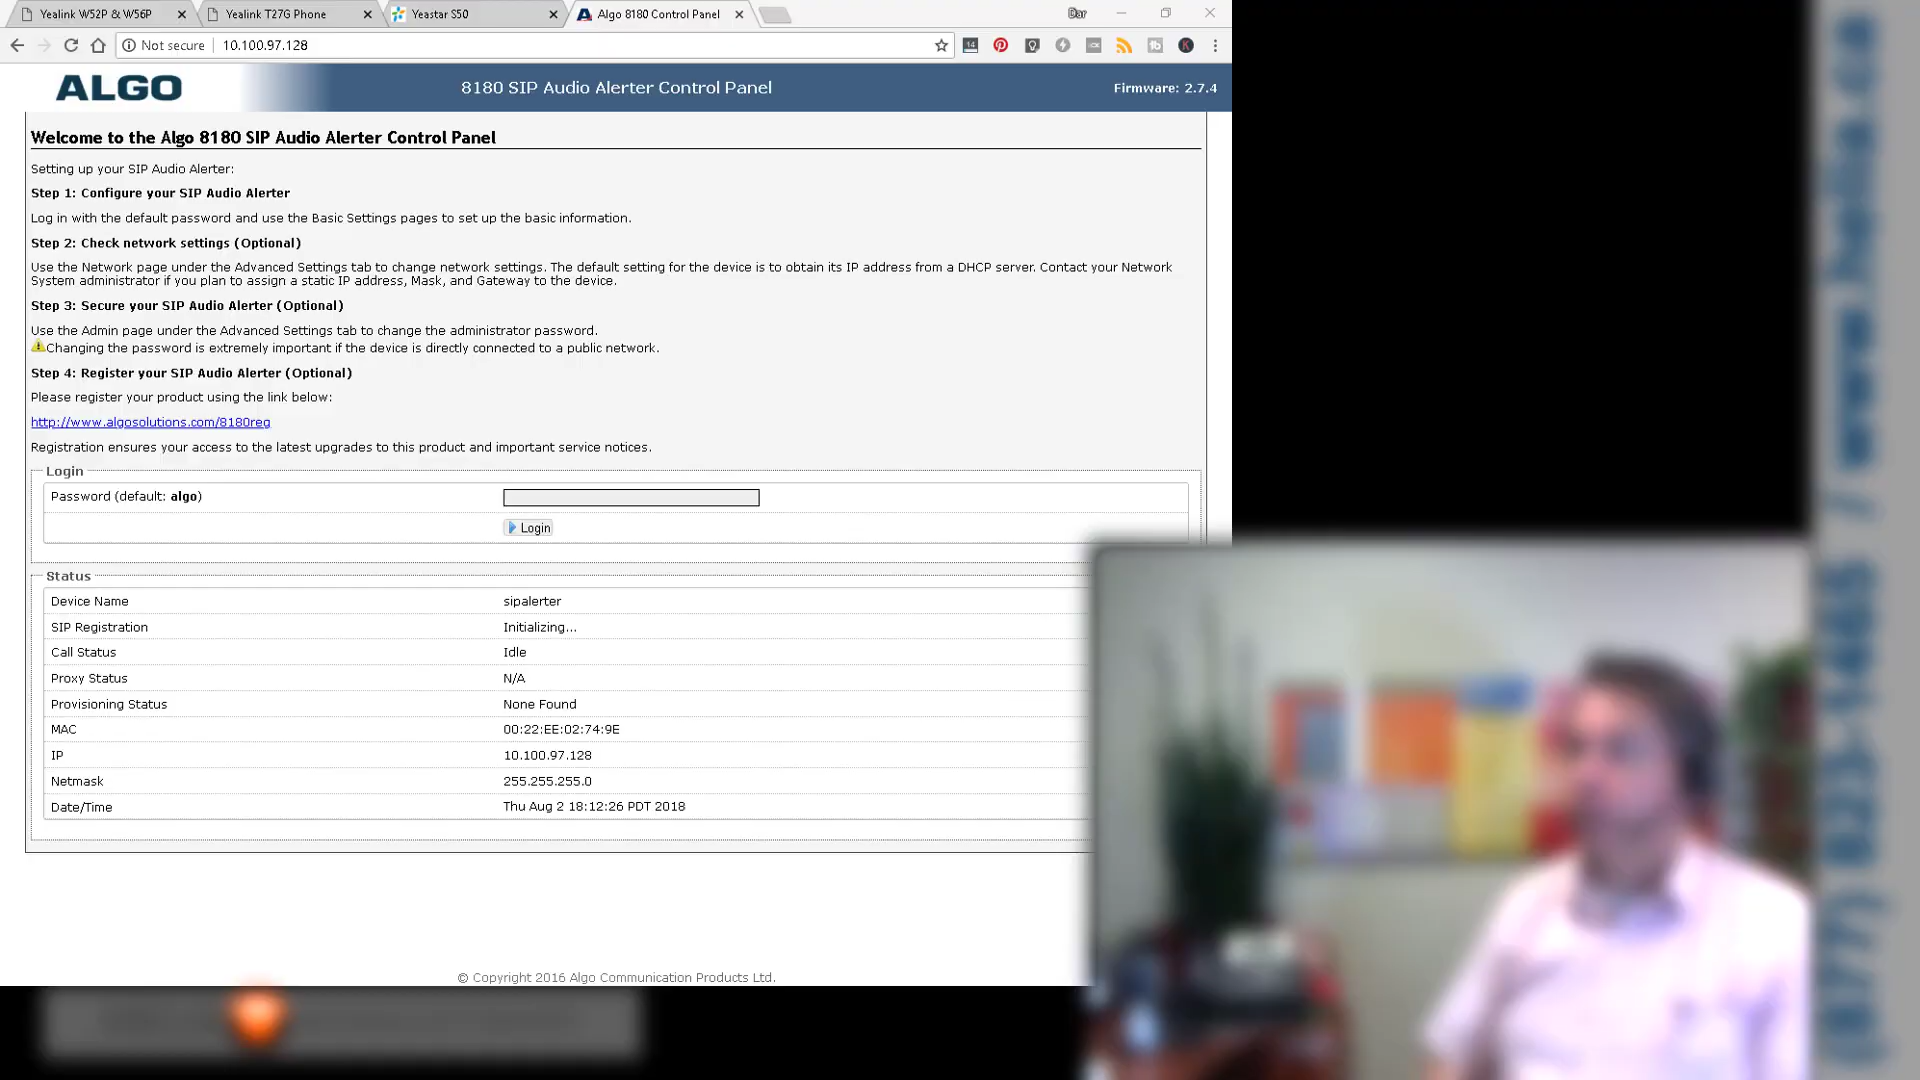 Yealink W52P & W56P
Yealink T27G Phone
Yeastar S50
Algo 8180 Control Panel
Dar
Not secure
10.100.97.128
14
K
ALGO
8180 SIP Audio Alerter Control Panel
Firmware: 2.7.4
Welcome to the Algo 8180 SIP Audio Alerter Control Panel
Setting up your SIP Audio Alerter:
Step 1: Configure your SIP Audio Alerter
Log in with the default password and use the Basic Settings pages to set up the basic information.
Step 2: Check network settings (Optional)
Use the Network page under the Advanced Settings tab to change network settings. The default setting for the device is to obtain its IP address from a DHCP server. Contact your Network
System administrator if you plan to assign a static IP address, Mask, and Gateway to the device.
Step 3: Secure your SIP Audio Alerter (Optional)
Use the Admin page under the Advanced Settings tab to change the administrator password.
Changing the password is extremely important if the device is directly connected to a public network.
Step 4: Register your SIP Audio Alerter (Optional)
Please register your product using the link below:
http://www.algosolutions.com/8180reg
Registration ensures your access to the latest upgrades to this product and important service notices.
Login
Password (default: algo)
Login
Status
Device Name sipalerter
SIP Registration Initializing...
Call Status Idle
Proxy Status N/A
Provisioning Status None Found
MAC 00:22:EE:02:74:9E
IP 10.100.97.128
Netmask 255.255.255.0
Date/Time Thu Aug 2 18:12:26 PDT 2018
© Copyright 2016 Algo Communication Products Ltd.